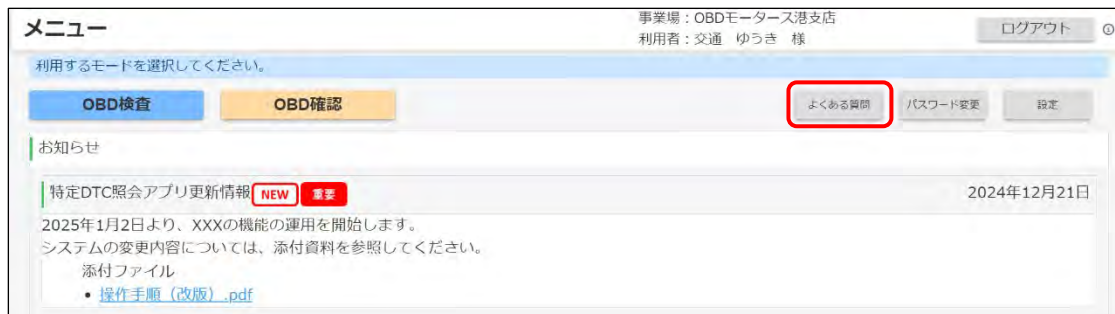 メニュー
事業場：OBDモータース港支店
利用者：交通　ゆうき　様
ログアウト
利用するモードを選択してください。
OBD検査
OBD確認
よくある質問
パスワード変更
設定
お知らせ
特定DTC照会アプリ更新情報 NEW 重要
2024年12月21日
2025年1月2日より、XXXの機能の運用を開始します。
システムの変更内容については、添付資料を参照してください。
添付ファイル
• 操作手順（改版）.pdf